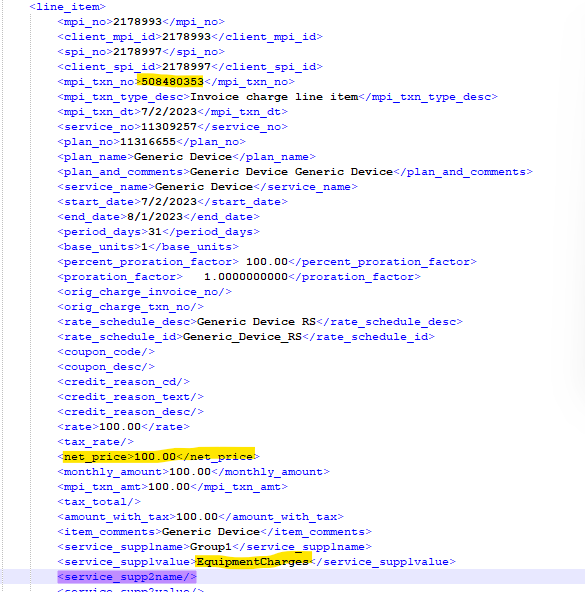 <line_item>
<mpi_no>2178993</mpi_no>
<client_mpi_id>2178993</client_mpi_id>
<spi_no>2178997</spi_no>
<client_spi_id>2178997</client_spi_id>
<mpi_txn_no>508480353</mpi_txn_no>
<mpi_txn_type_desc>Invoice charge line item</mpi_txn_type_desc>
<mpi_txn_dt>7/2/2023</mpi_txn_dt>
<service_no>11309257</service_no>
<plan_no>11316655</plan_no>
<plan_name>Generic Device</plan_name>
<plan_and_comments>Generic Device Generic Device</plan_and_comments>
<service_name>Generic Device</service_name>
<start_date>7/2/2023</start_date>
<end_date>8/1/2023</end_date>
<period_days>31</period_days>
<base_units>1</base_units>
<percent_proration_factor> 100.00</percent_proration_factor>
<proration_factor>   1.0000000000</proration_factor>
<orig_charge_invoice_no/>
<orig_charge_txn_no/>
<rate_schedule_desc>Generic Device RS</rate_schedule_desc>
<rate_schedule_id>Generic_Device_RS</rate_schedule_id>
<coupon_code/>
<coupon_desc/>
<credit_reason_cd/>
<credit_reason_text/>
<credit_reason_desc/>
<rate>100.00</rate>
<tax_rate/>
<net_price>100.00</net_price>
<monthly_amount>100.00</monthly_amount>
<mpi_txn_amt>100.00</mpi_txn_amt>
<tax_total/>
<amount_with_tax>100.00</amount_with_tax>
<item_comments>Generic Device</item_comments>
<service_supp1name>Group1</service_supp1name>
<service_supp1value>EquipmentCharges</service_supp1value>
<service_supp2name/>
<service_supp2value/>